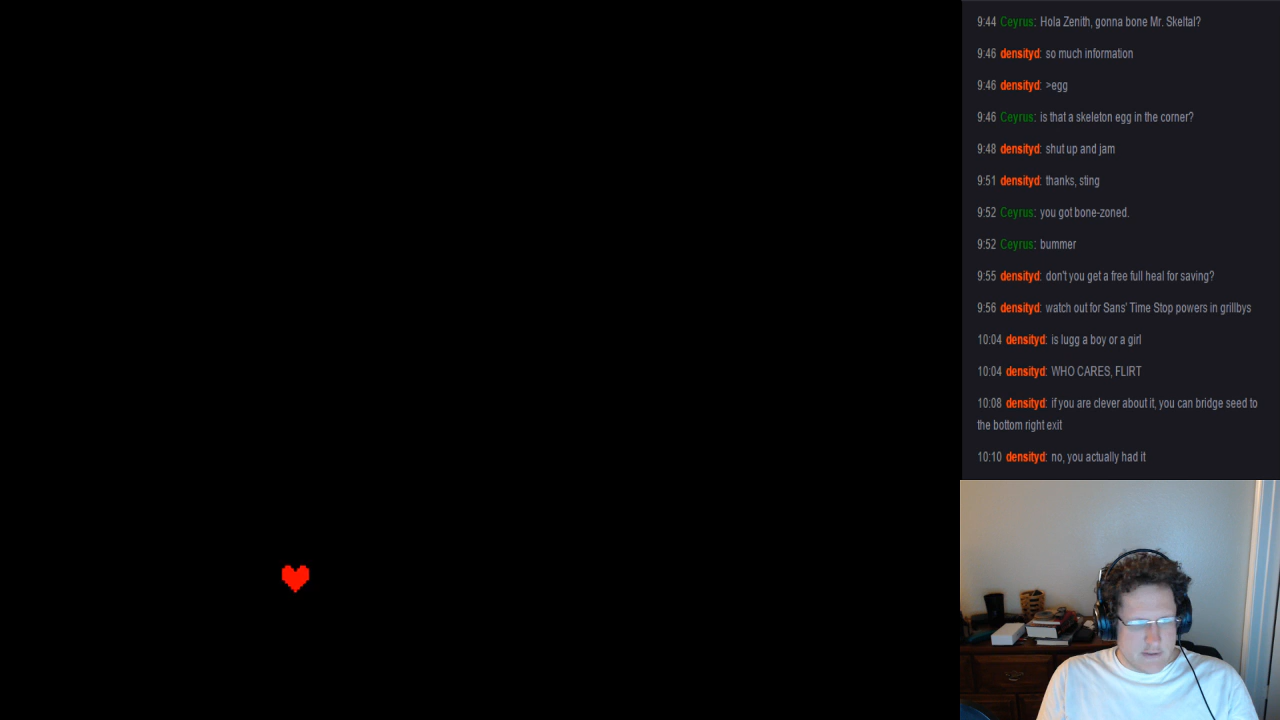 9:44 Ceyrus: Hola Zenith, gonna bone Mr. Skeltal?
9:46 densityd: so much information
9:46 densityd: >egg
9:46 Ceyrus: is that a skeleton egg in the corner?
9:48 densityd: shut up and jam
9:51 densityd: thanks, sting
9:52 Ceyrus: you got bone-zoned.
9:52 Ceyrus: bummer
9:55 densityd: don't you get a free full heal for saving?
9:56 densityd: watch out for Sans' Time Stop powers in grillbys
10:04 densityd: is lugg a boy or a girl
10:04 densityd: WHO CARES, FLIRT
10:08 densityd: if you are clever about it, you can bridge seed to
the bottom right exit
10:10 densityd: no, you actually had it